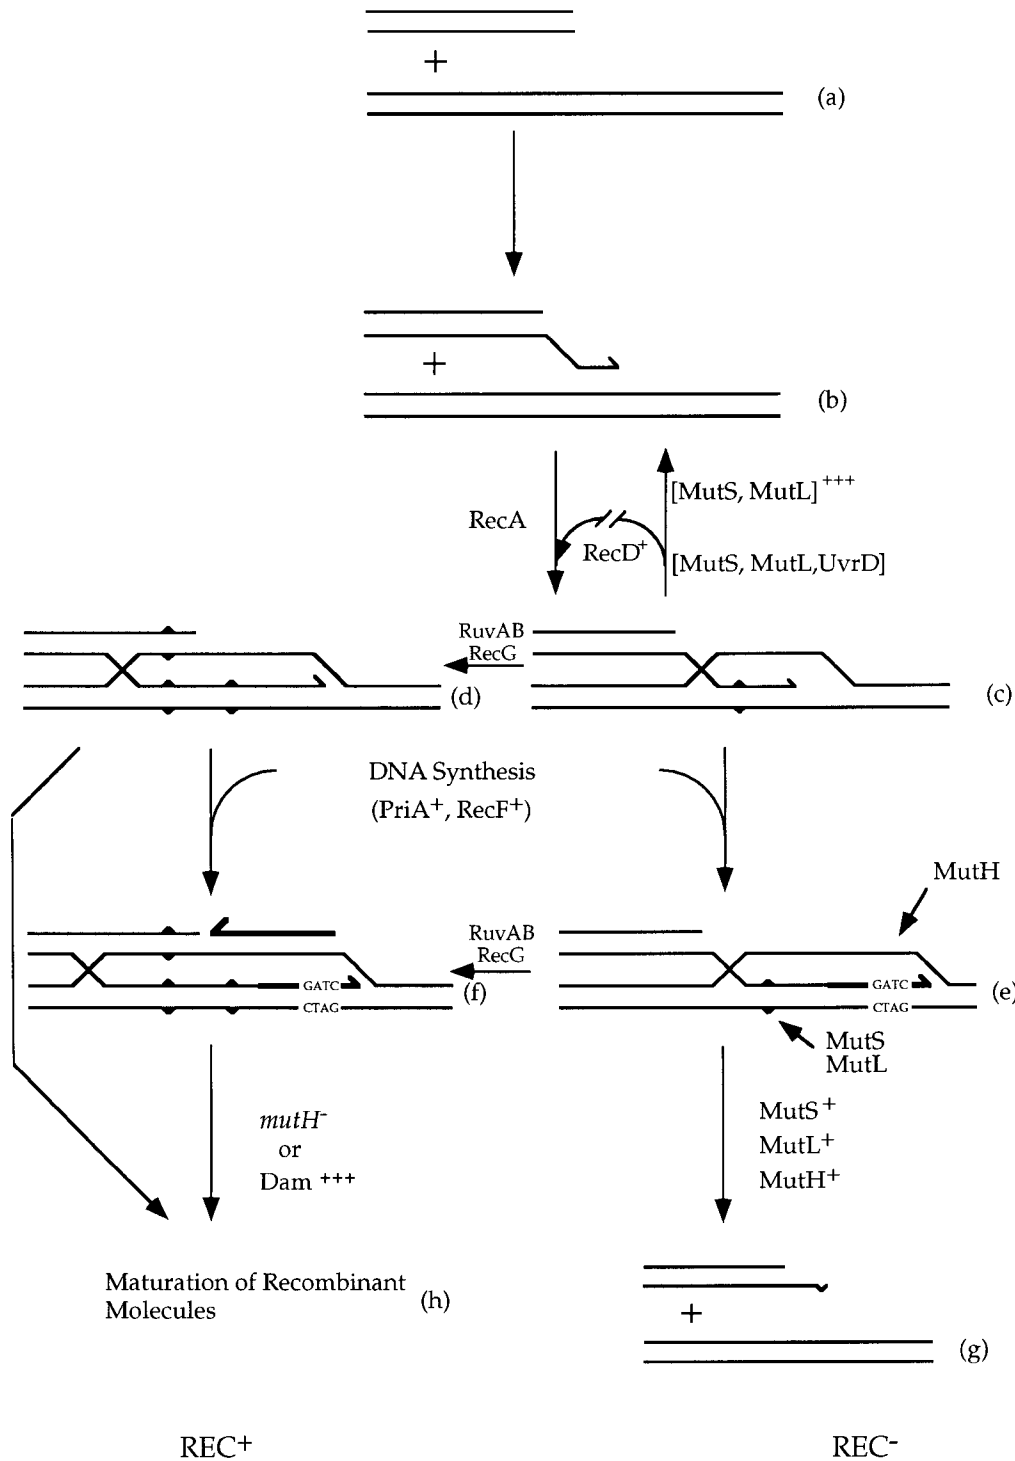 +
(a)
+
(b)
[MutS, MutL]+++
RecA
RecD+
[MutS, MutL,UvrD]
RuvAB
RecG
(d)
(c)
DNA Synthesis
(PriA+, RecF+)
MutH
RuvAB
RecG
GATC
(f)
GATC
(e)
CTAG
CTAG
MutS
MutL
mutH-
or
Dam +++
MutS+
MutL+
MutH+
Maturation of Recombinant
Molecules
(h)
+
(g)
REC+
REC-